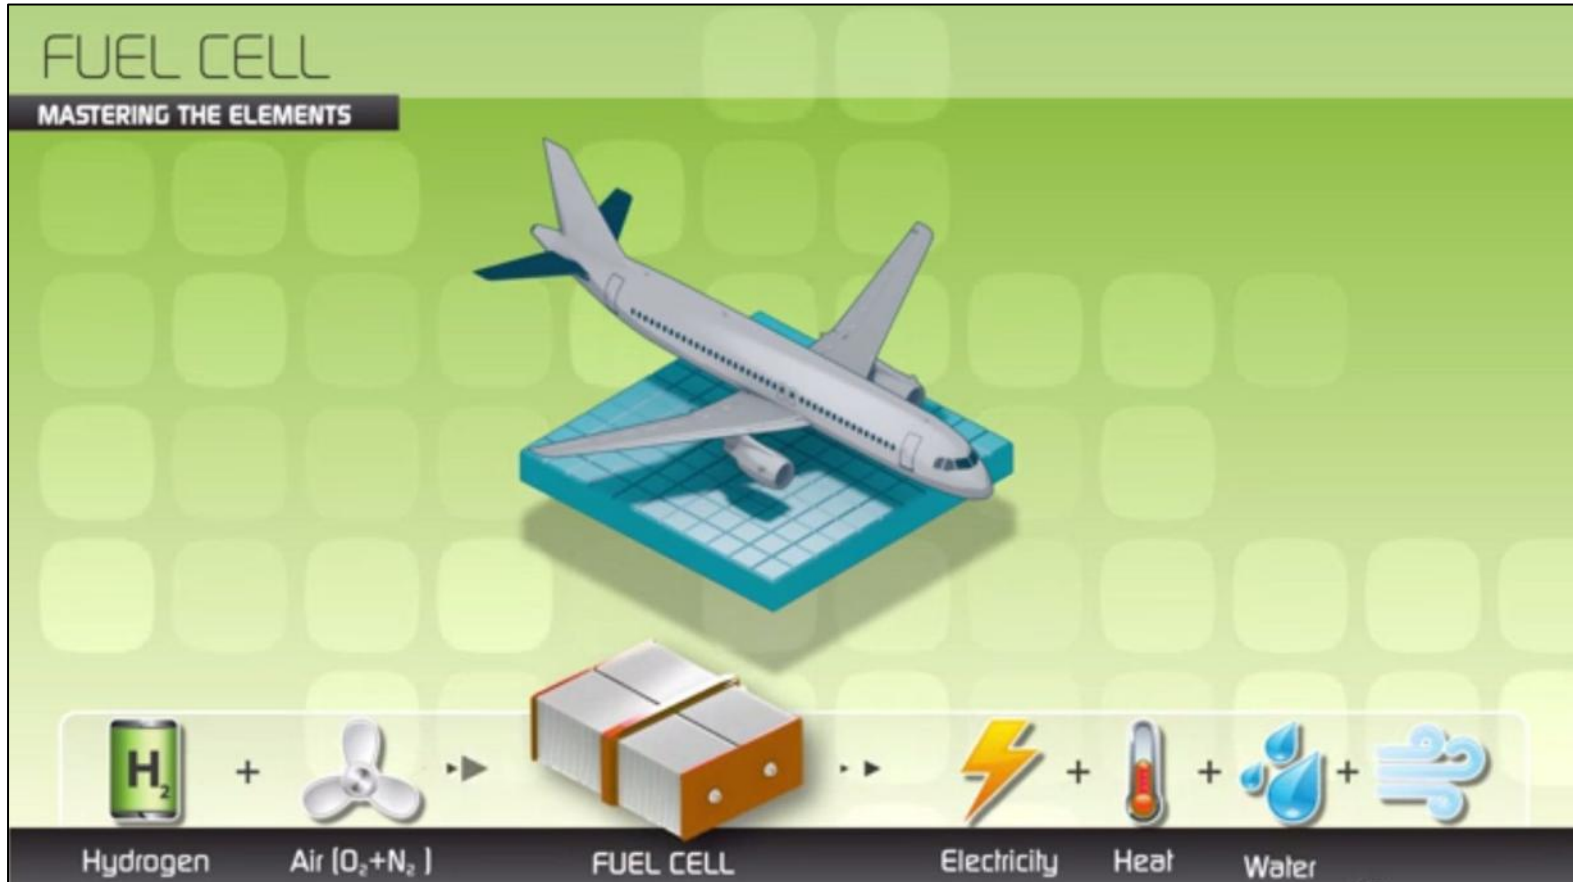 FUEL CELL
MASTERING THE ELEMENTS
H₂
+
+
+
+
Hydrogen
Air (O₂+N₂ )
FUEL CELL
Electricity
Heat
Water